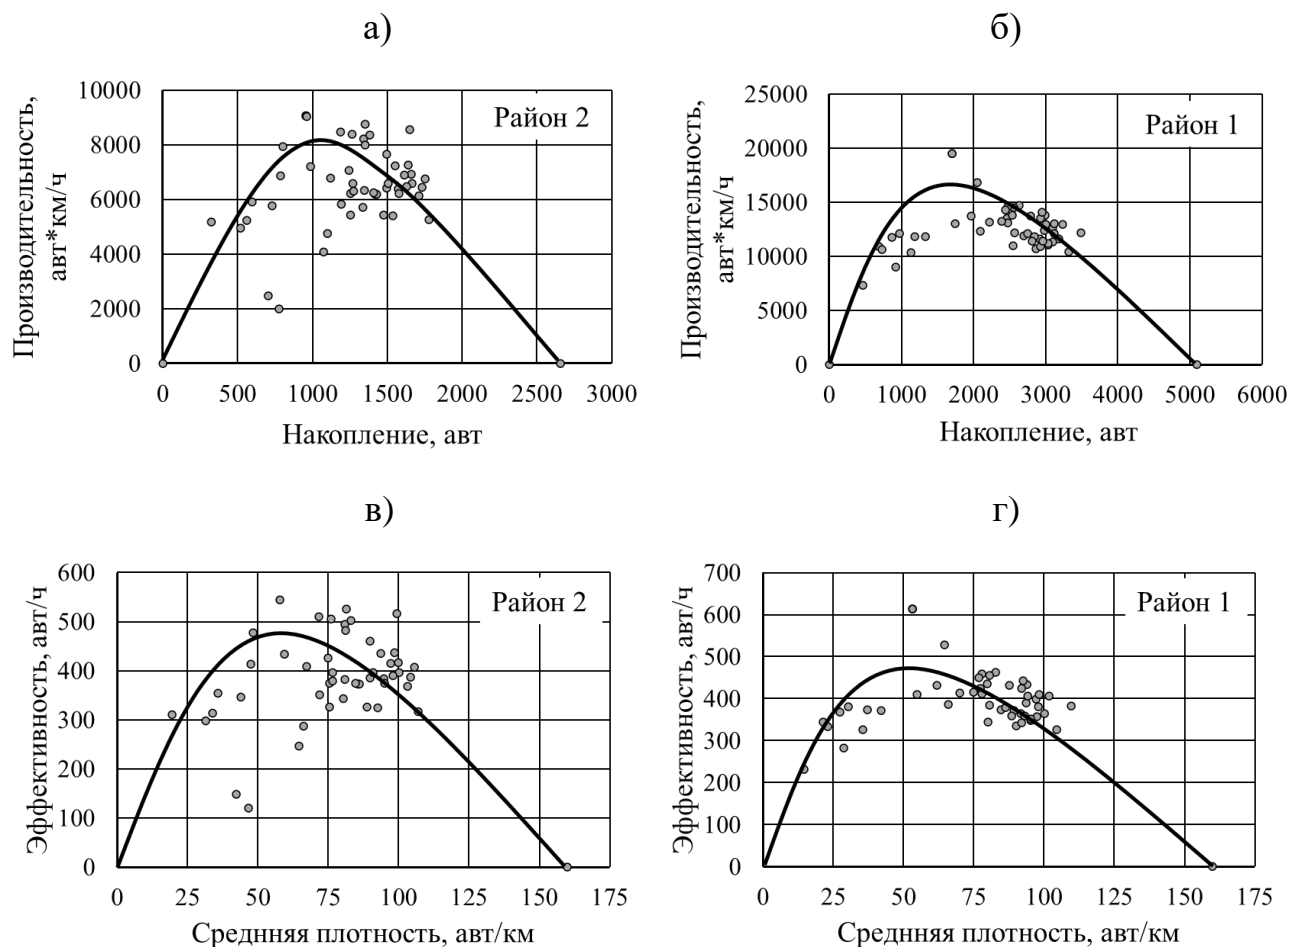 а)
Производительность,
авт*км/ч
10000
8000
6000
4000
2000
0
Район 2
0 500 1000 1500 2000 2500 3000
Накопление, авт
б)
Производительность,
авт*км/ч
25000
20000
15000
10000
5000
0
Район 1
0 1000 2000 3000 4000 5000 6000
Накопление, авт
в)
Эффективность, авт/ч
600
500
400
300
200
100
0
Район 2
0 25 50 75 100 125 150 175
Среднняя плотность, авт/км
г)
Эффективность, авт/ч
700
600
500
400
300
200
100
0
Район 1
0 25 50 75 100 125 150 175
Среднняя плотность, авт/км